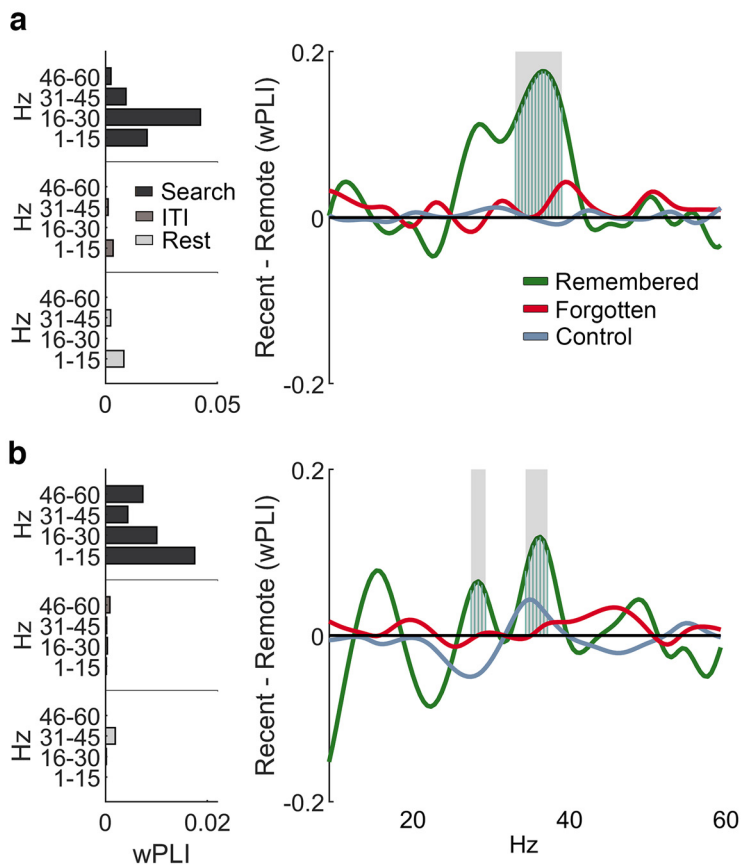 a
Hz
46-60
31-45
16-30
1-15
46-60
31-45
16-30
1-15
Hz
46-60
31-45
16-30
1-15
Hz
Search
ITI
Rest
0
0.05
Recent - Remote (wPLI)
0.2
0
-0.2
Remembered
Forgotten
Control
b
Hz
46-60
31-45
16-30
1-15
Hz
46-60
31-45
16-30
1-15
Hz
46-60
31-45
16-30
1-15
0
0.02
wPLI
Recent - Remote (wPLI)
0.2
0
-0.2
20
40
60
Hz